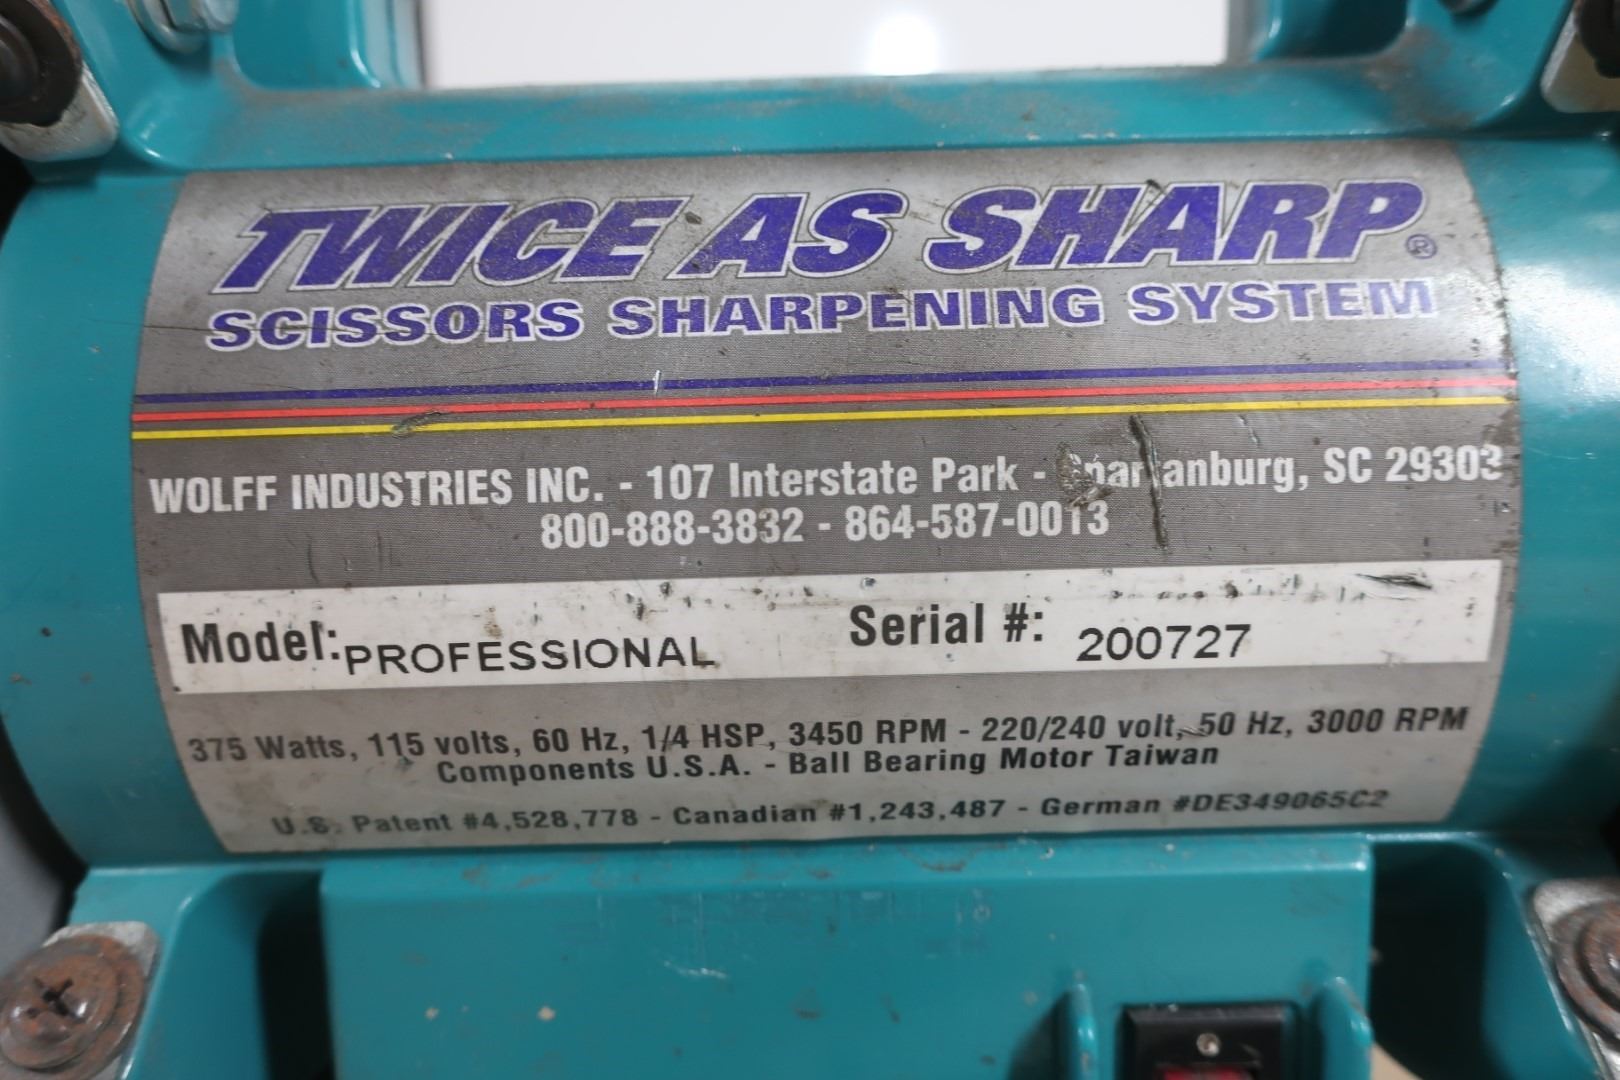 TWICE AS SHARP®
SCISSORS SHARPENING SYSTEM
WOLFF INDUSTRIES INC. - 107 Interstate Park - Spartanburg, SC 29303
800-888-3832 - 864-587-0013
Model: PROFESSIONAL Serial #: 200727
375 Watts, 115 volts, 60 Hz, 1/4 HSP, 3450 RPM - 220/240 volt, 50 Hz, 3000 RPM
Components U.S.A. - Ball Bearing Motor Taiwan
U.S. Patent #4,528,778 - Canadian #1,243,487 - German #DE349065C2